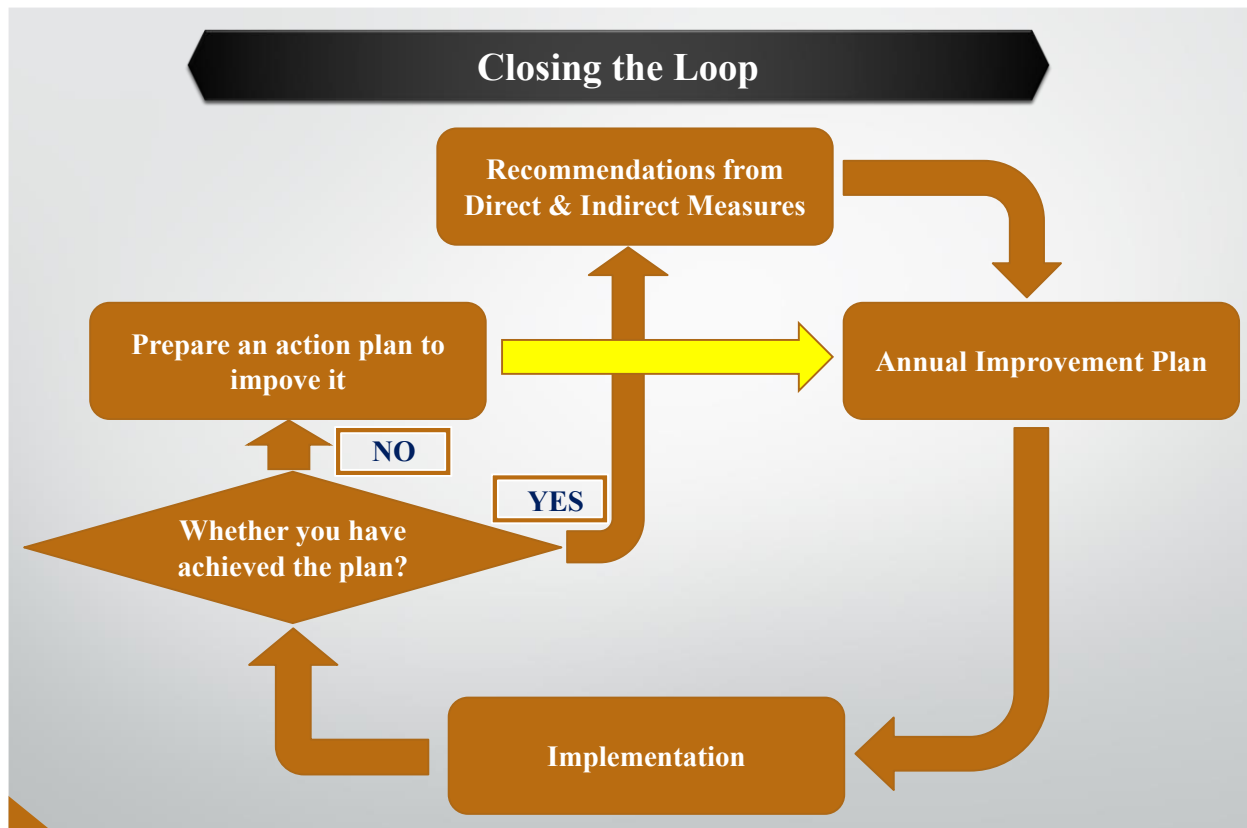 Closing the Loop
Recommendations from
Direct & Indirect Measures
Prepare an action plan to
impove it
Annual Improvement Plan
NO
YES
Whether you have
achieved the plan?
Implementation